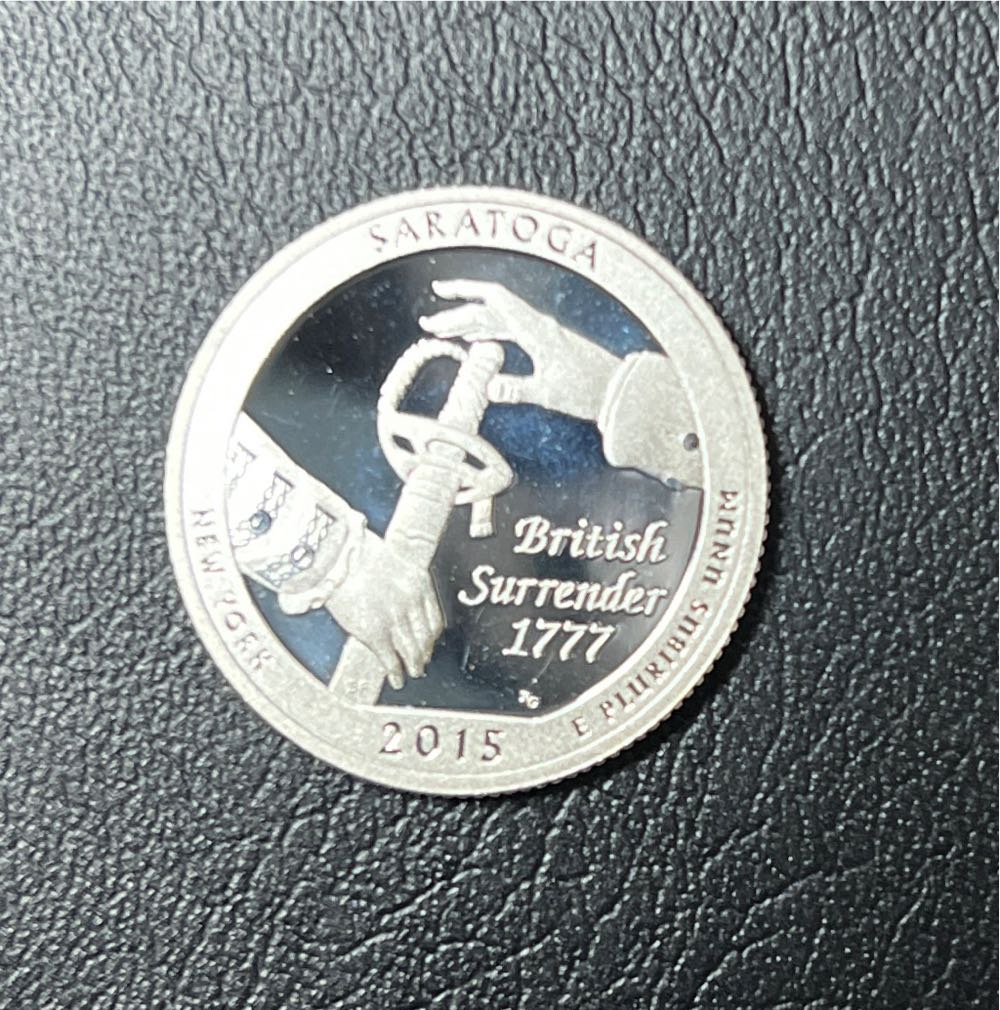 SARATOGA
British
Surrender
1777
NEW YORK
2015
E PLURIBUS UNUM